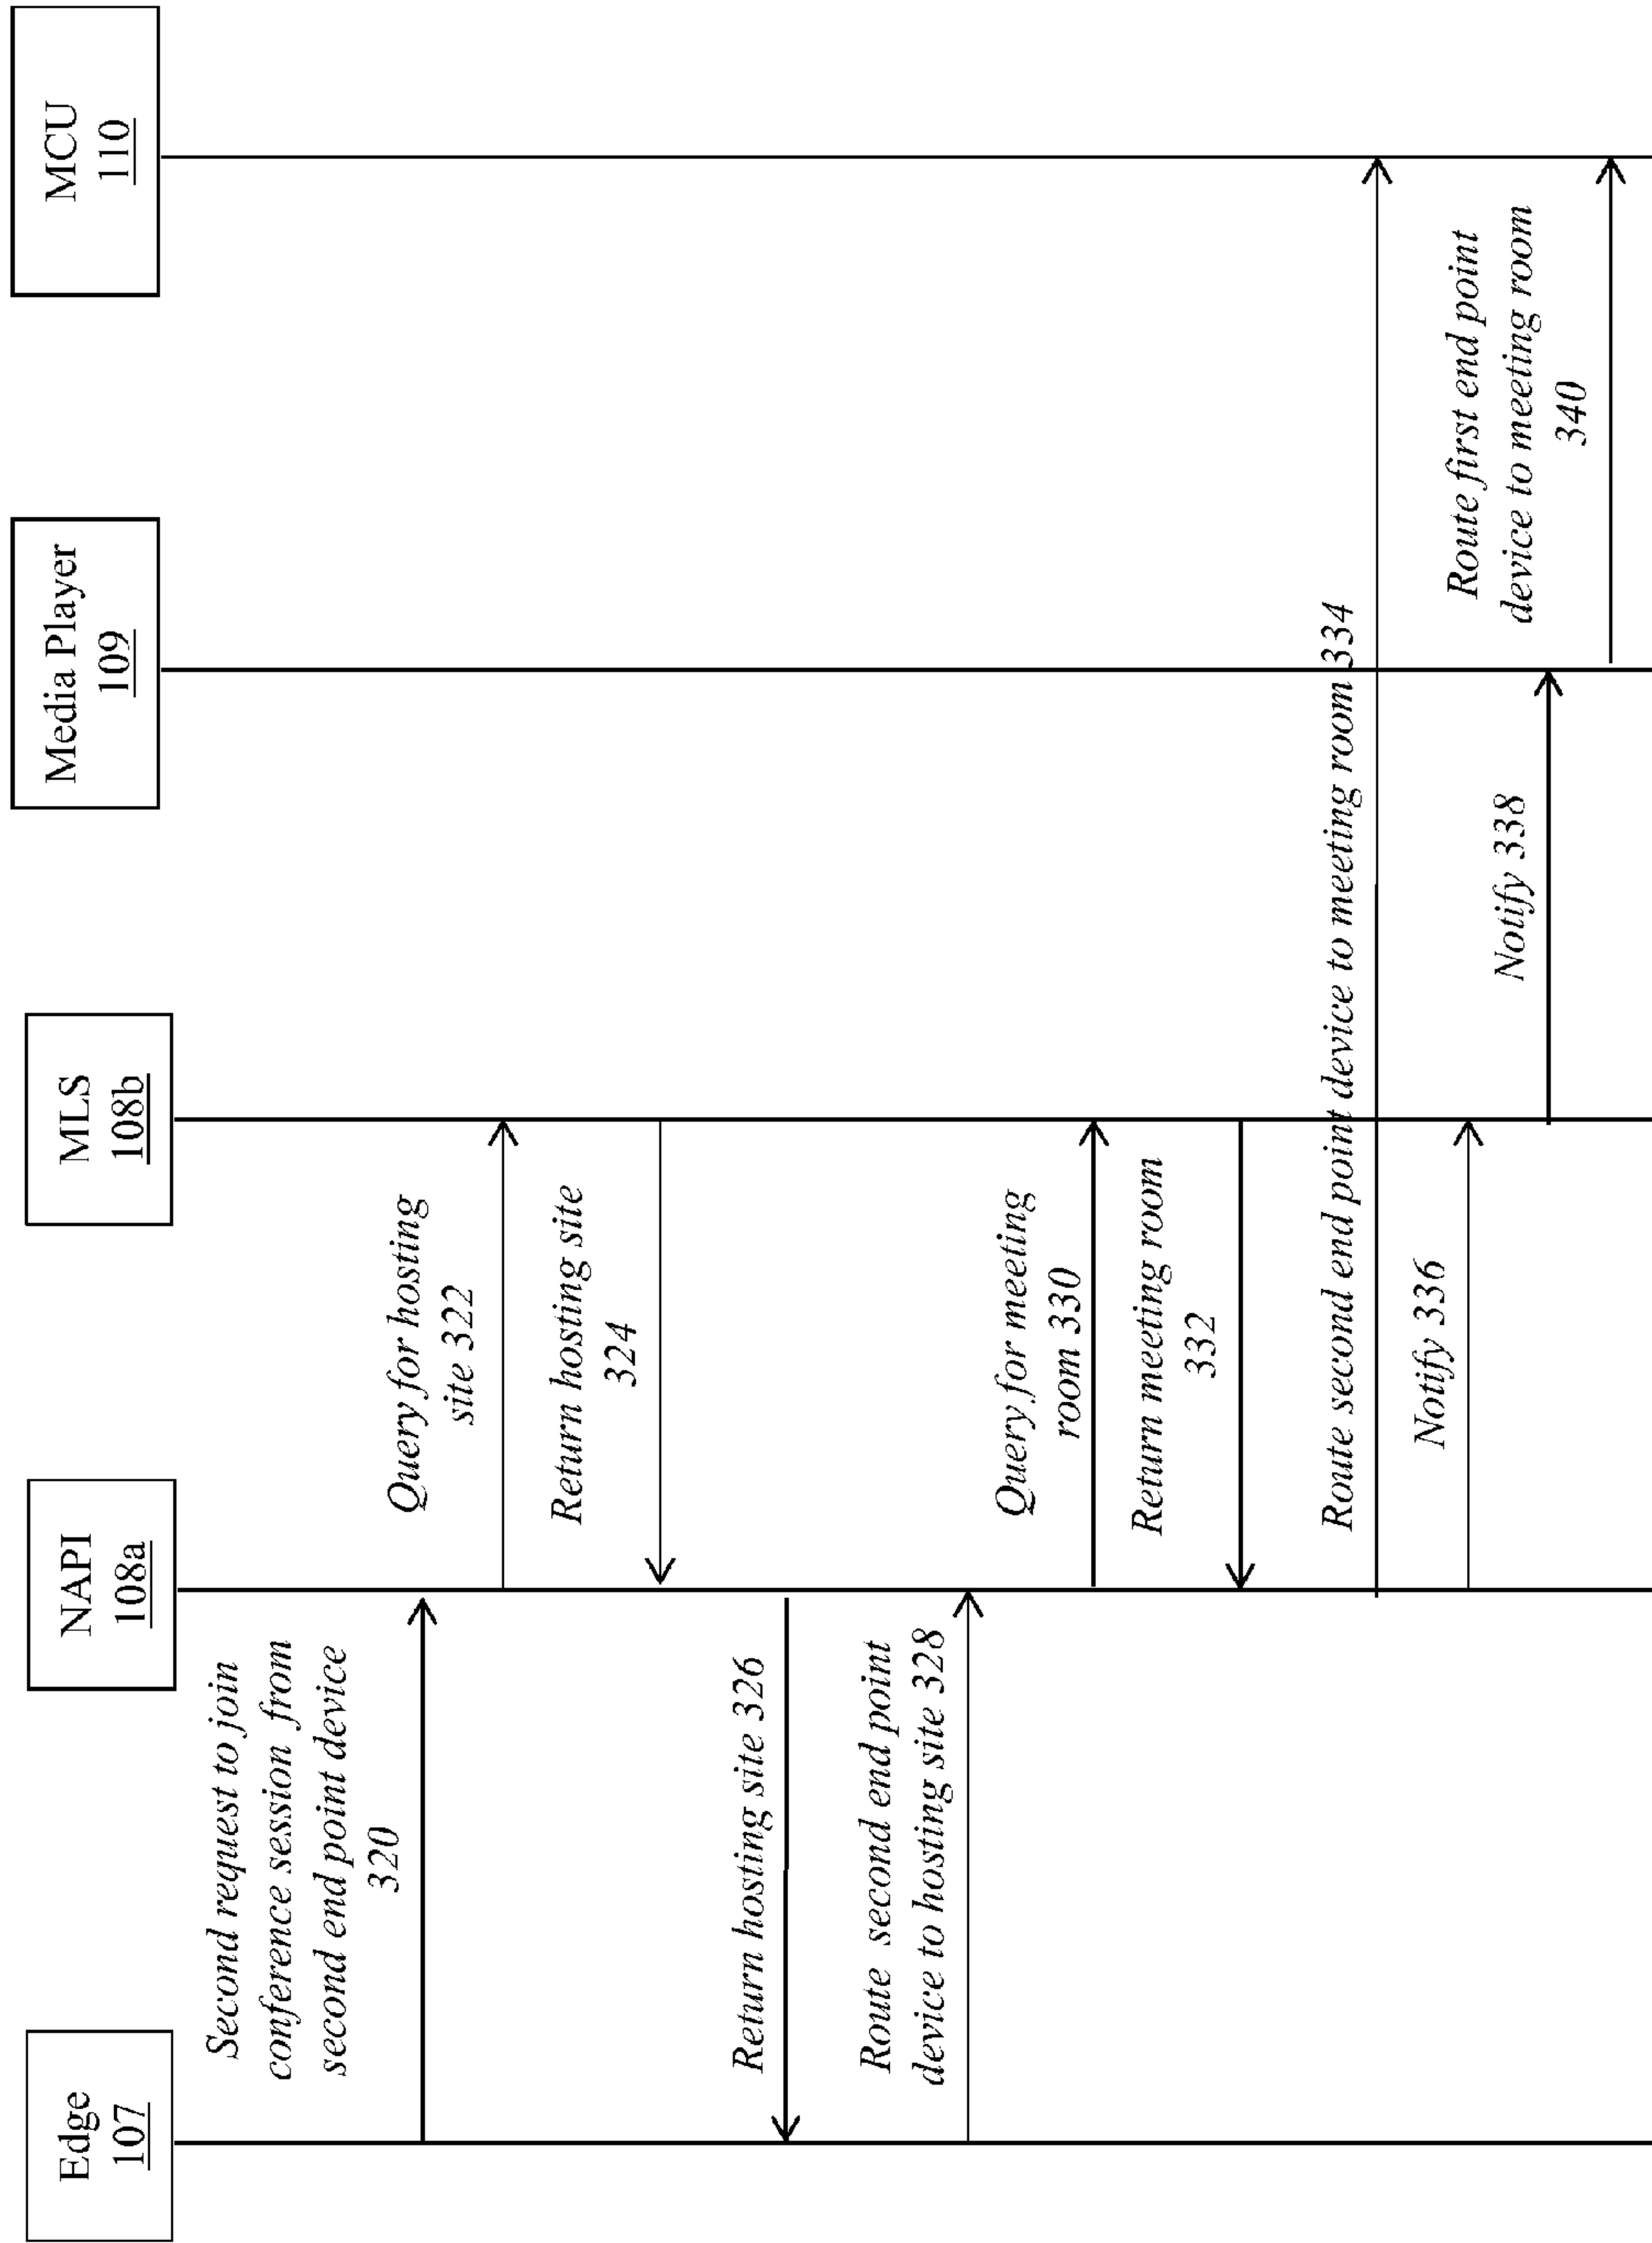 Edge
107
NAPI
108a
MLS
108b
Media Player
109
MCU
110
Second request to join
conference session from
second end point device
320
Query for hosting
site 322
Return hosting site
324
Return hosting site 326
Route second end point
device to hosting site 328
Query for meeting
room 330
Return meeting room
332
Route second end point device to meeting room 334
Notify 336
Notify 338
Route first end point
device to meeting room
340